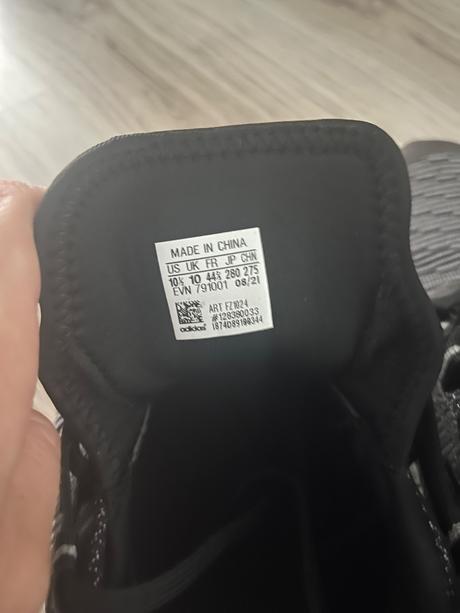 MADE IN CHINA
US UK FR JP CHN
10½ 10 44⅔ 280 275
EVN 791001 08/21
ART FZ1024
#128380033
adidas